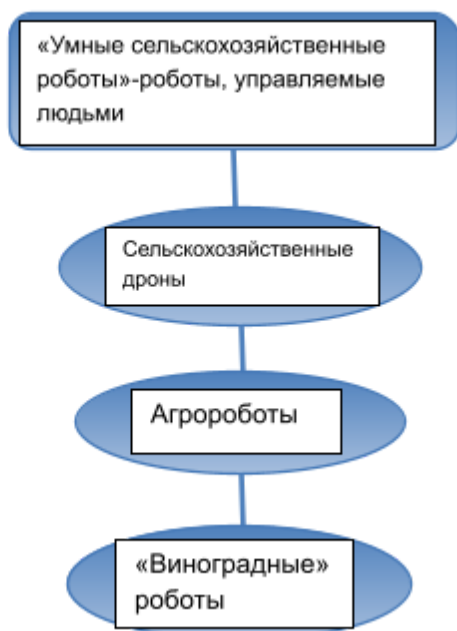 «Умные сельскохозяйственные
роботы»-роботы, управляемые
людьми
Сельскохозяйственные
дроны
Агророботы
«Виноградные»
роботы